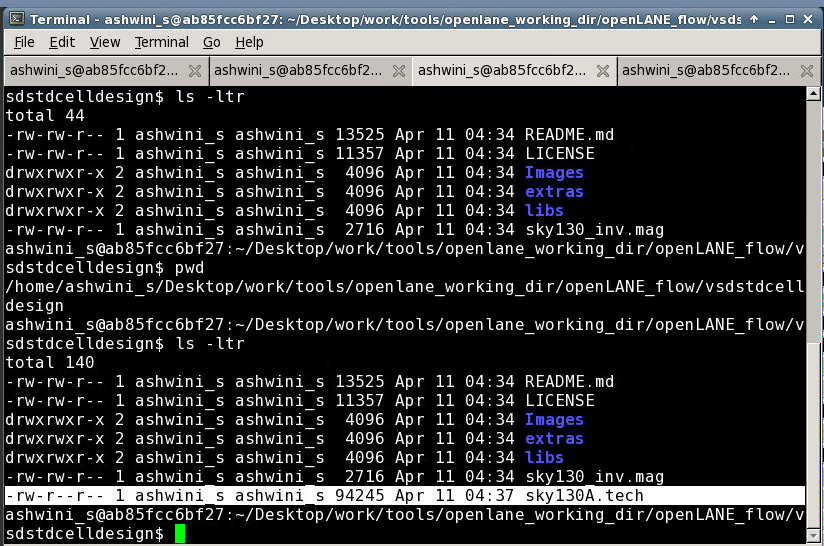 Terminal - ashwini_s@ab85fcc6bf27: ~/Desktop/work/tools/openlane_working_dir/openLANE_flow/vsds
File Edit View Terminal Go Help
ashwini_s@ab85fcc6bf2... ashwini_s@ab85fcc6bf2... ashwini_s@ab85fcc6bf2... ashwini_s@ab85fcc6bf2...
sdstdcelldesign$ ls -ltr
total 44
-rw-rw-r-- 1 ashwini_s ashwini_s 13525 Apr 11 04:34 README.md
-rw-rw-r-- 1 ashwini_s ashwini_s 11357 Apr 11 04:34 LICENSE
drwxrwxr-x 2 ashwini_s ashwini_s  4096 Apr 11 04:34 Images
drwxrwxr-x 2 ashwini_s ashwini_s  4096 Apr 11 04:34 extras
drwxrwxr-x 2 ashwini_s ashwini_s  4096 Apr 11 04:34 libs
-rw-rw-r-- 1 ashwini_s ashwini_s  2716 Apr 11 04:34 sky130_inv.mag
ashwini_s@ab85fcc6bf27:~/Desktop/work/tools/openlane_working_dir/openLANE_flow/v
sdstdcelldesign$ pwd
/home/ashwini_s/Desktop/work/tools/openlane_working_dir/openLANE_flow/vsdstdcell
design
ashwini_s@ab85fcc6bf27:~/Desktop/work/tools/openlane_working_dir/openLANE_flow/v
sdstdcelldesign$ ls -ltr
total 140
-rw-rw-r-- 1 ashwini_s ashwini_s 13525 Apr 11 04:34 README.md
-rw-rw-r-- 1 ashwini_s ashwini_s 11357 Apr 11 04:34 LICENSE
drwxrwxr-x 2 ashwini_s ashwini_s  4096 Apr 11 04:34 Images
drwxrwxr-x 2 ashwini_s ashwini_s  4096 Apr 11 04:34 extras
drwxrwxr-x 2 ashwini_s ashwini_s  4096 Apr 11 04:34 libs
-rw-rw-r-- 1 ashwini_s ashwini_s  2716 Apr 11 04:34 sky130_inv.mag
-rw-r--r-- 1 ashwini_s ashwini_s 94245 Apr 11 04:37 sky130A.tech
ashwini_s@ab85fcc6bf27:~/Desktop/work/tools/openlane_working_dir/openLANE_flow/v
sdstdcelldesign$